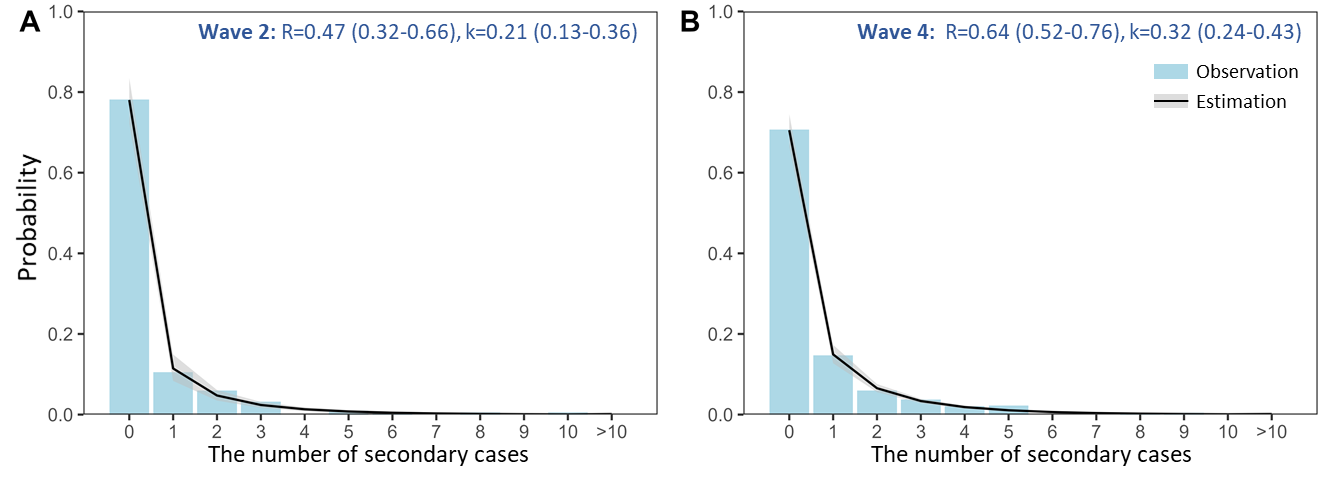 A
Wave 2: R=0.47 (0.32-0.66), k=0.21 (0.13-0.36)
1.0
0.8
0.6
0.4
0.2
0.0
Probability
0 1 2 3 4 5 6 7 8 9 10 >10
The number of secondary cases
B
Wave 4: R=0.64 (0.52-0.76), k=0.32 (0.24-0.43)
Observation
Estimation
1.0
0.8
0.6
0.4
0.2
0.0
0 1 2 3 4 5 6 7 8 9 10 >10
The number of secondary cases